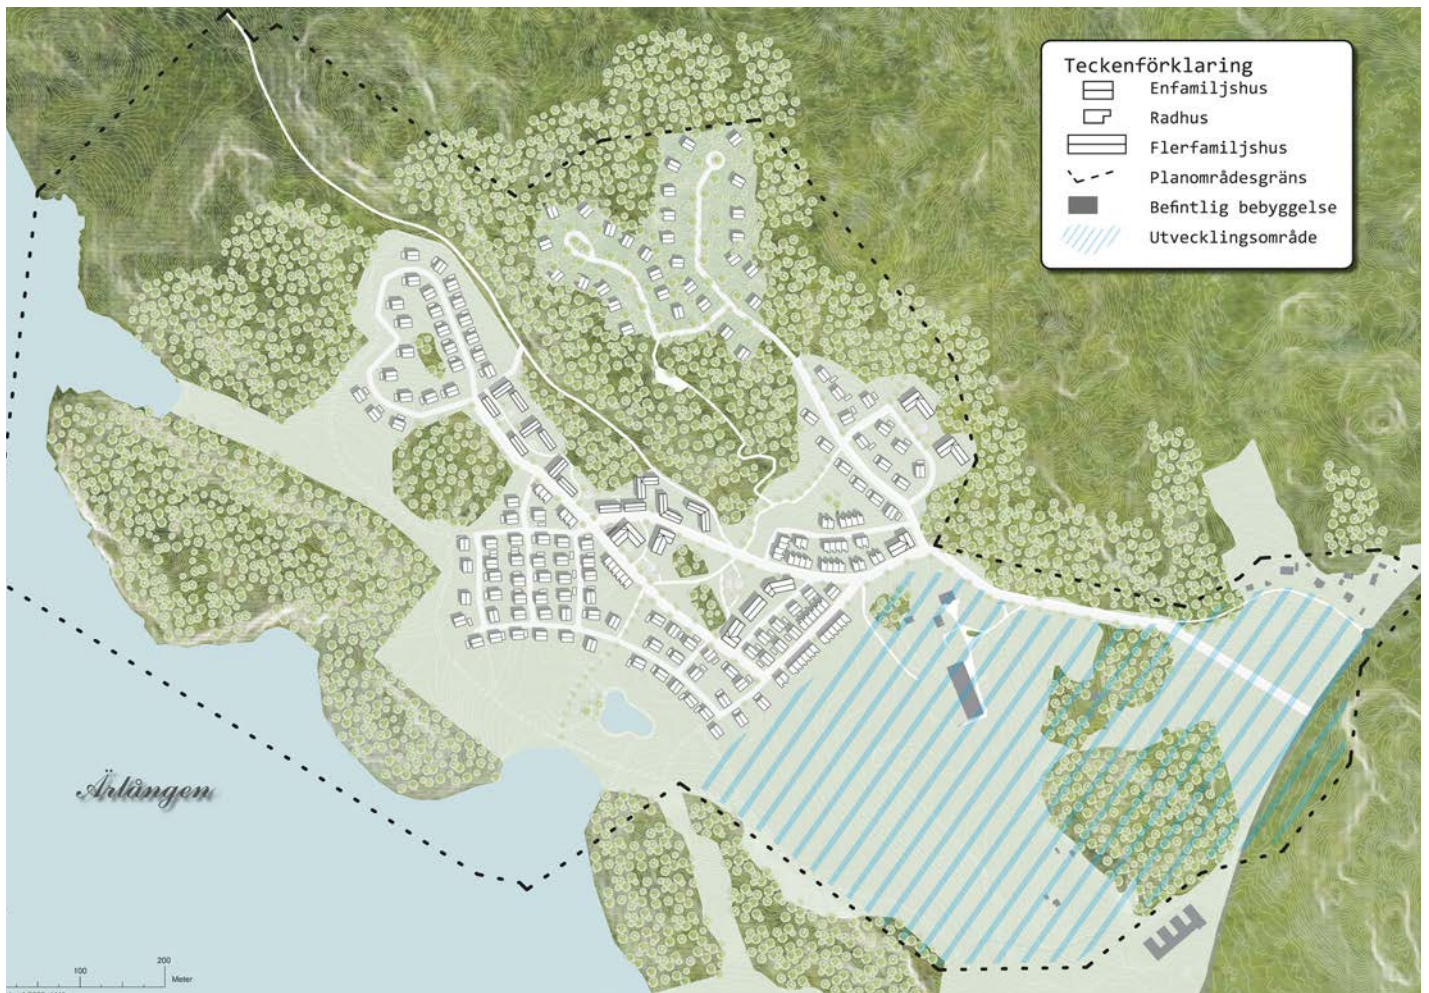 Teckenförklaring
Enfamiljshus
Radhus
Flerfamiljshus
Planområdesgräns
Befintlig bebyggelse
Utvecklingsområde
Ärlången
100
200
Meter